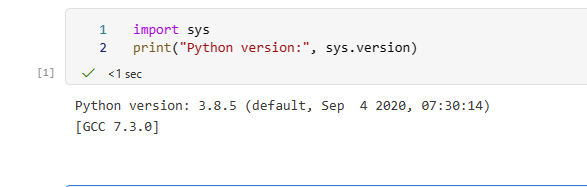 1 import sys
2 print("Python version:", sys.version)
[1] <1 sec
Python version: 3.8.5 (default, Sep  4 2020, 07:30:14)
[GCC 7.3.0]